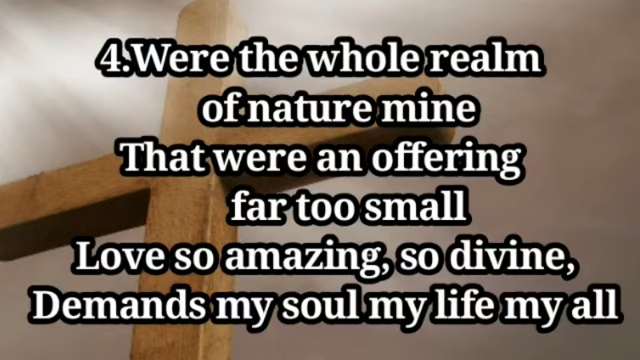 4.Were the whole realm
of nature mine
That were an offering
far too small
Love so amazing, so divine,
Demands my soul my life my all